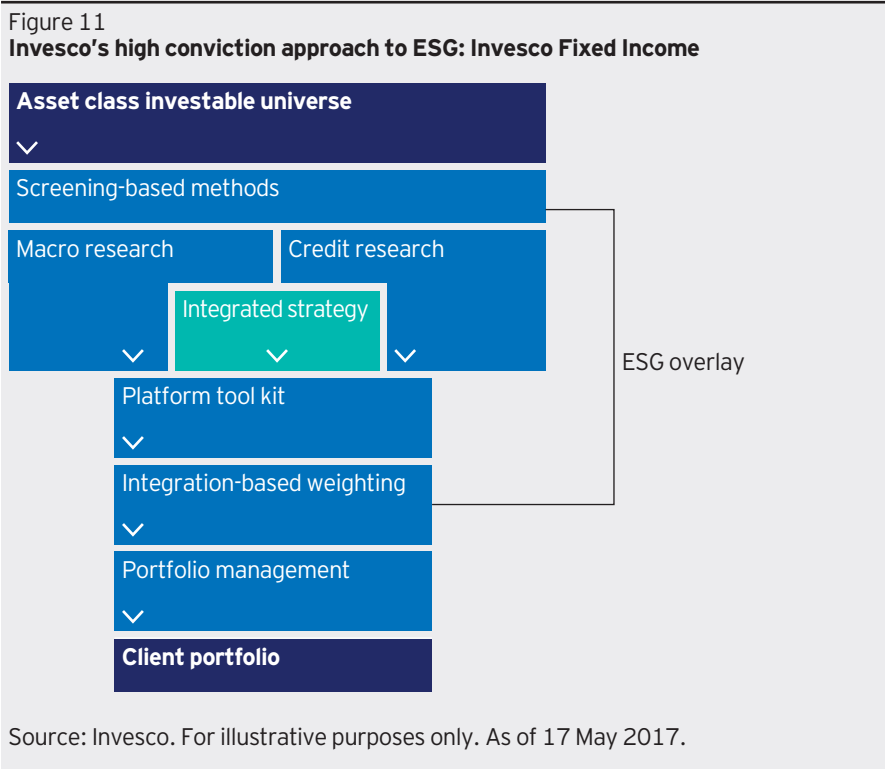 Figure 11
Invesco's high conviction approach to ESG: Invesco Fixed Income
Asset class investable universe
Screening-based methods
Macro research
Credit research
Integrated strategy
ESG overlay
Platform tool kit
Integration-based weighting
Portfolio management
Client portfolio
Source: Invesco. For illustrative purposes only. As of 17 May 2017.